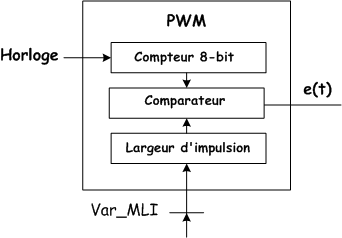 PWM
Horloge
Compteur 8-bit
Comparateur
e(t)
Largeur d'impulsion
Var_MLI